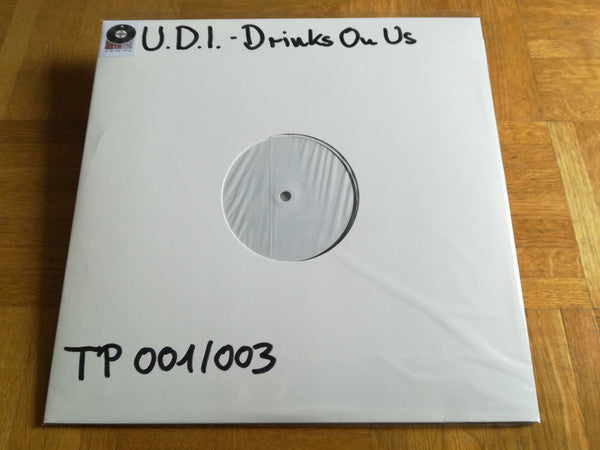 U.D.I. - Drinks On Us
TP 001/003